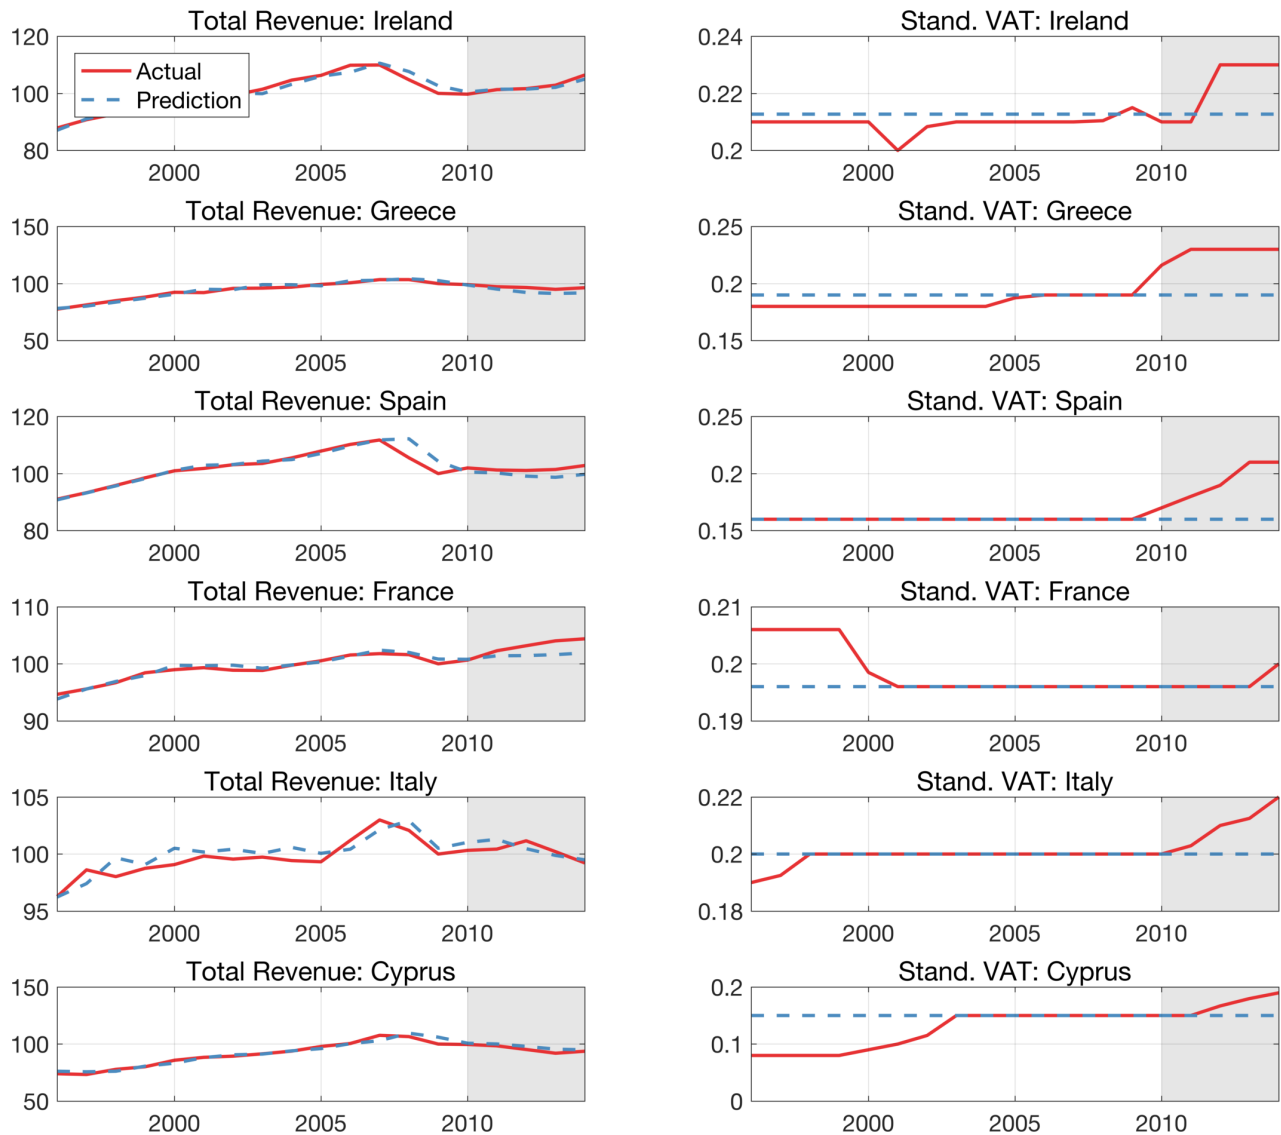 Total Revenue: Ireland
120
100
80
Actual
Prediction
2000 2005 2010
Stand. VAT: Ireland
0.24
0.22
0.2
2000 2005 2010
Total Revenue: Greece
150
100
50
2000 2005 2010
Stand. VAT: Greece
0.25
0.2
0.15
2000 2005 2010
Total Revenue: Spain
120
100
80
2000 2005 2010
Stand. VAT: Spain
0.25
0.2
0.15
2000 2005 2010
Total Revenue: France
110
100
90
2000 2005 2010
Stand. VAT: France
0.21
0.2
0.19
2000 2005 2010
Total Revenue: Italy
105
100
95
2000 2005 2010
Stand. VAT: Italy
0.22
0.2
0.18
2000 2005 2010
Total Revenue: Cyprus
150
100
50
2000 2005 2010
Stand. VAT: Cyprus
0.2
0.1
0
2000 2005 2010